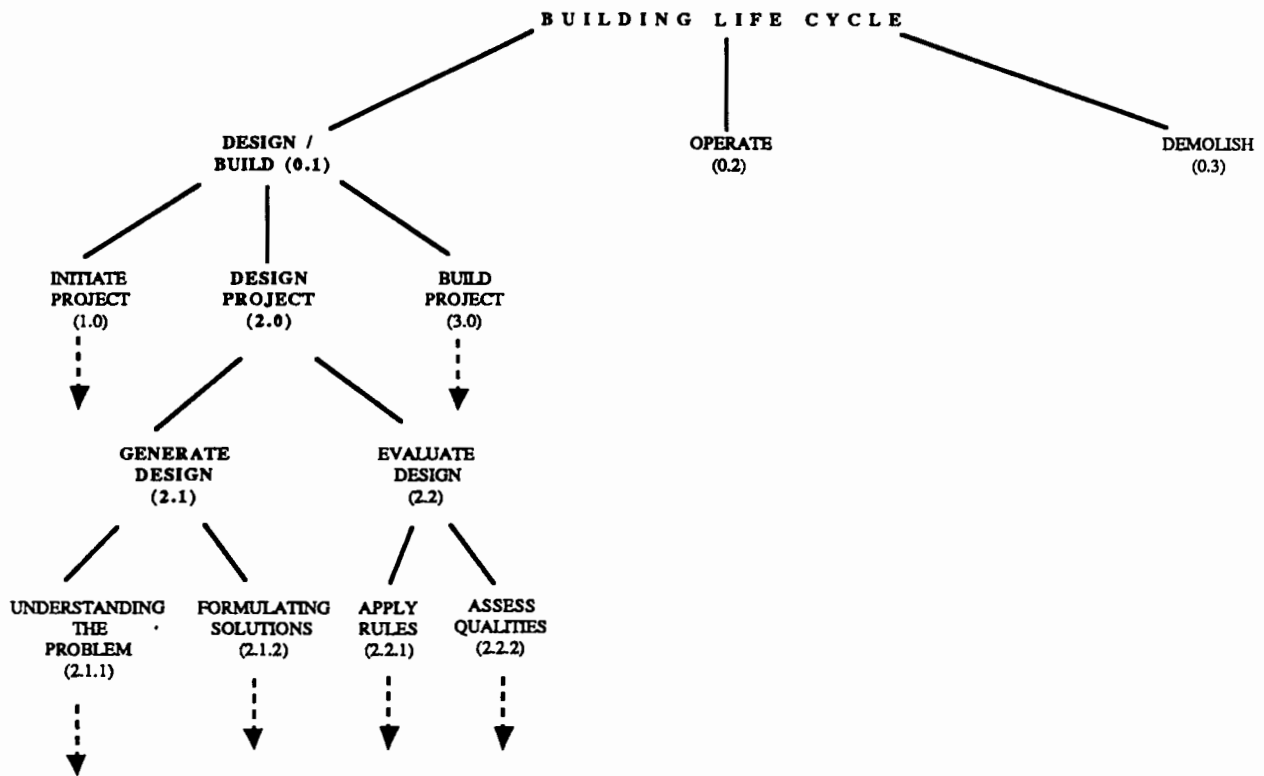 BUILDING LIFE CYCLE
DESIGN /
BUILD (0.1)
OPERATE
(0.2)
DEMOLISH
(0.3)
INITIATE
PROJECT
(1.0)
DESIGN
PROJECT
(2.0)
BUILD
PROJECT
(3.0)
GENERATE
DESIGN
(2.1)
EVALUATE
DESIGN
(2.2)
UNDERSTANDING
THE
PROBLEM
(2.1.1)
FORMULATING
SOLUTIONS
(2.1.2)
APPLY
RULES
(2.2.1)
ASSESS
QUALITIES
(2.2.2)